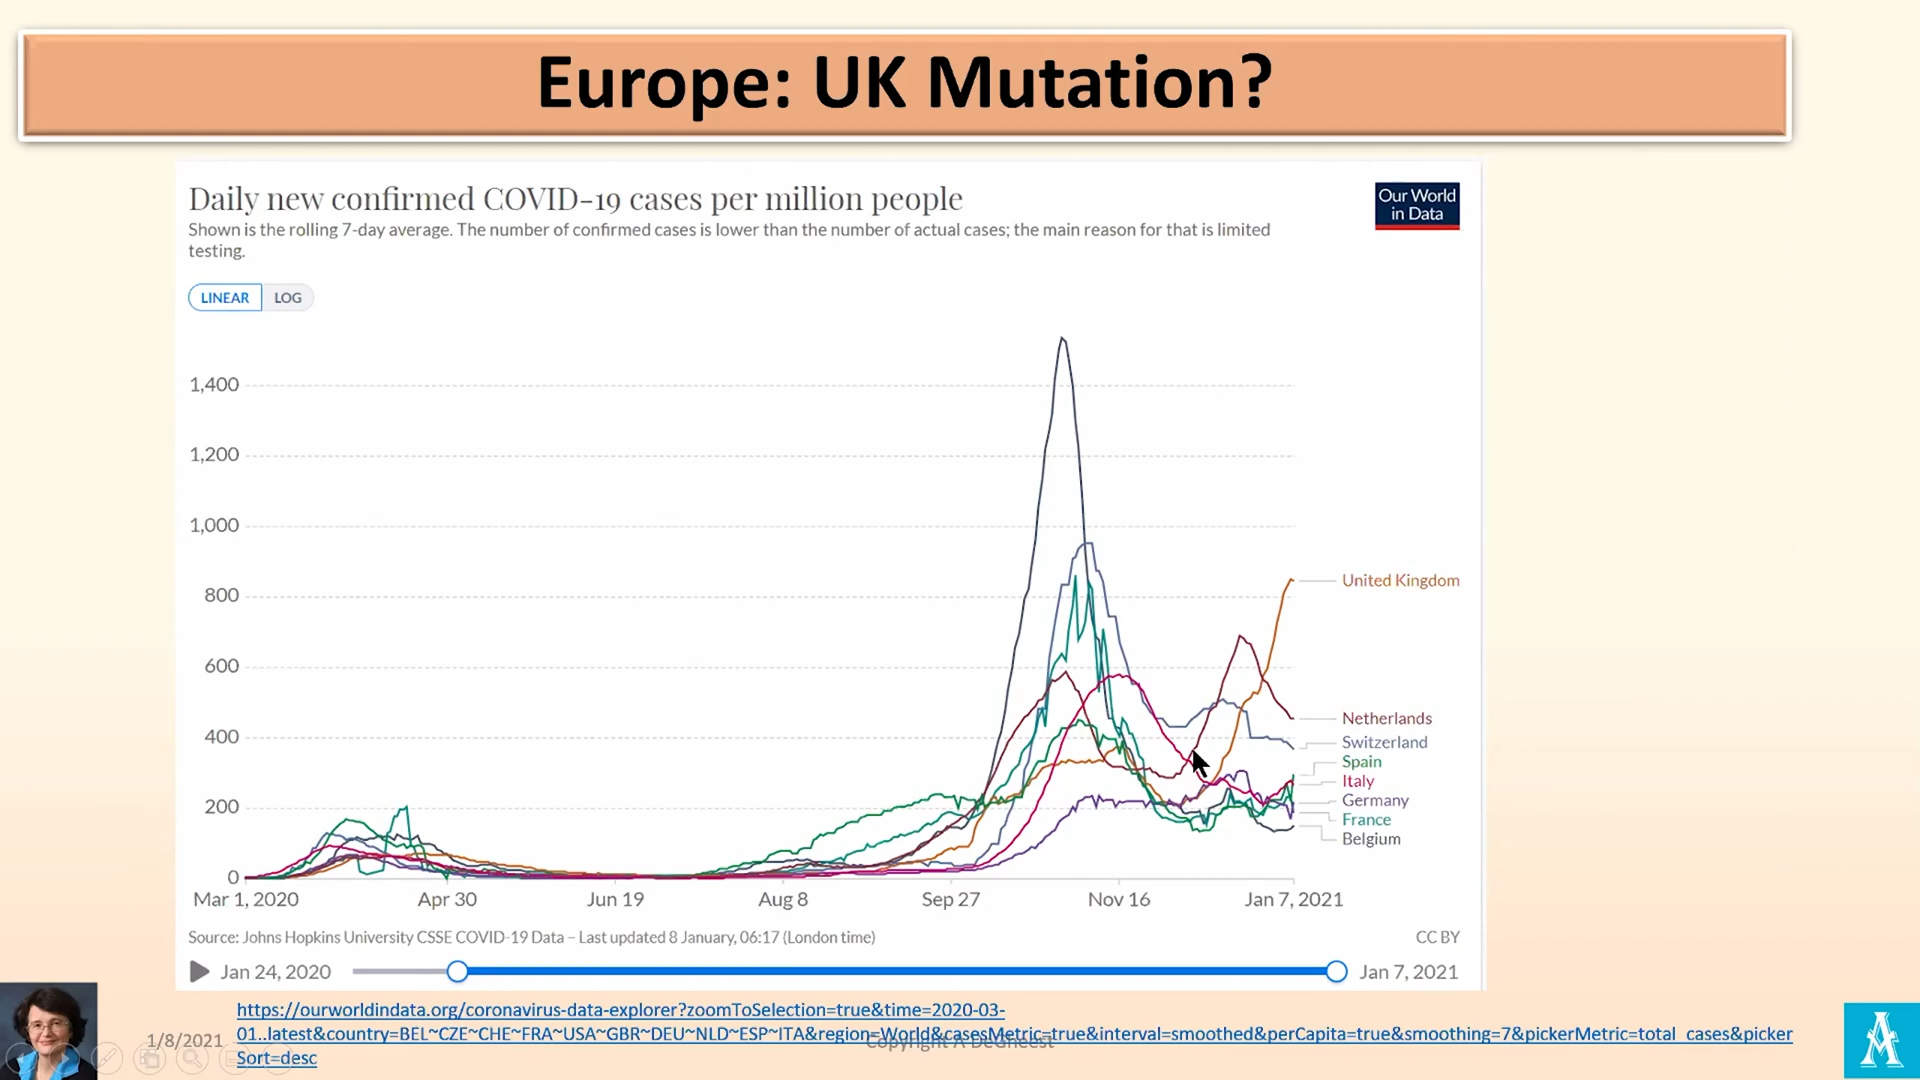 Europe: UK Mutation?
Daily new confirmed COVID-19 cases per million people
Our World
in Data
Shown is the rolling 7-day average. The number of confirmed cases is lower than the number of actual cases; the main reason for that is limited
testing.
LINEAR LOG
1,400
1,200
1,000
800
600
400
200
0
United Kingdom
Netherlands
Switzerland
Spain
Italy
Germany
France
Belgium
Mar 1, 2020 Apr 30 Jun 19 Aug 8 Sep 27 Nov 16 Jan 7, 2021
Source: Johns Hopkins University CSSE COVID-19 Data – Last updated 8 January, 06:17 (London time) CC BY
Jan 24, 2020 Jan 7, 2021
https://ourworldindata.org/coronavirus-data-explorer?zoomToSelection=true&time=2020-03-
01..latest&country=BEL~CZE~CHE~FRA~USA~GBR~DEU~NLD~ESP~ITA&region=World&casesMetric=true&interval=smoothed&perCapita=true&smoothing=7&pickerMetric=total_cases&picker
Sort=desc
1/8/2021
Copyright A DeGheest